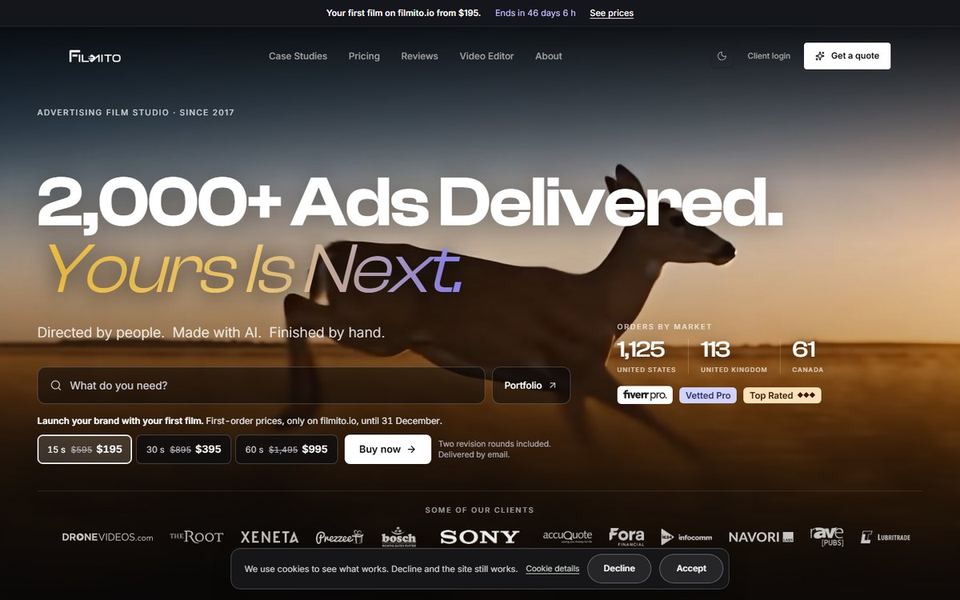 Your first film on filmito.io from $195. Ends in 46 days 6 h See prices
FILMITO
Case Studies Pricing Reviews Video Editor About
Client login Get a quote
ADVERTISING FILM STUDIO · SINCE 2017
2,000+ Ads Delivered.
Yours Is Next.
Directed by people. Made with AI. Finished by hand.
What do you need?
Portfolio
ORDERS BY MARKET
1,125 113 61
UNITED STATES UNITED KINGDOM CANADA
fiverr pro. Vetted Pro Top Rated
Launch your brand with your first film. First-order prices, only on filmito.io, until 31 December.
15 s $595 $195 30 s $895 $395 60 s $1,495 $995
Buy now
Two revision rounds included.
Delivered by email.
SOME OF OUR CLIENTS
DRONEVIDEOS.com THE ROOT XENETA Prezzee bosch SONY accuQuote Fora FINANCIAL infocomm NAVORI LABS rave [PUBS] LUBRITRADE
We use cookies to see what works. Decline and the site still works. Cookie details Decline Accept